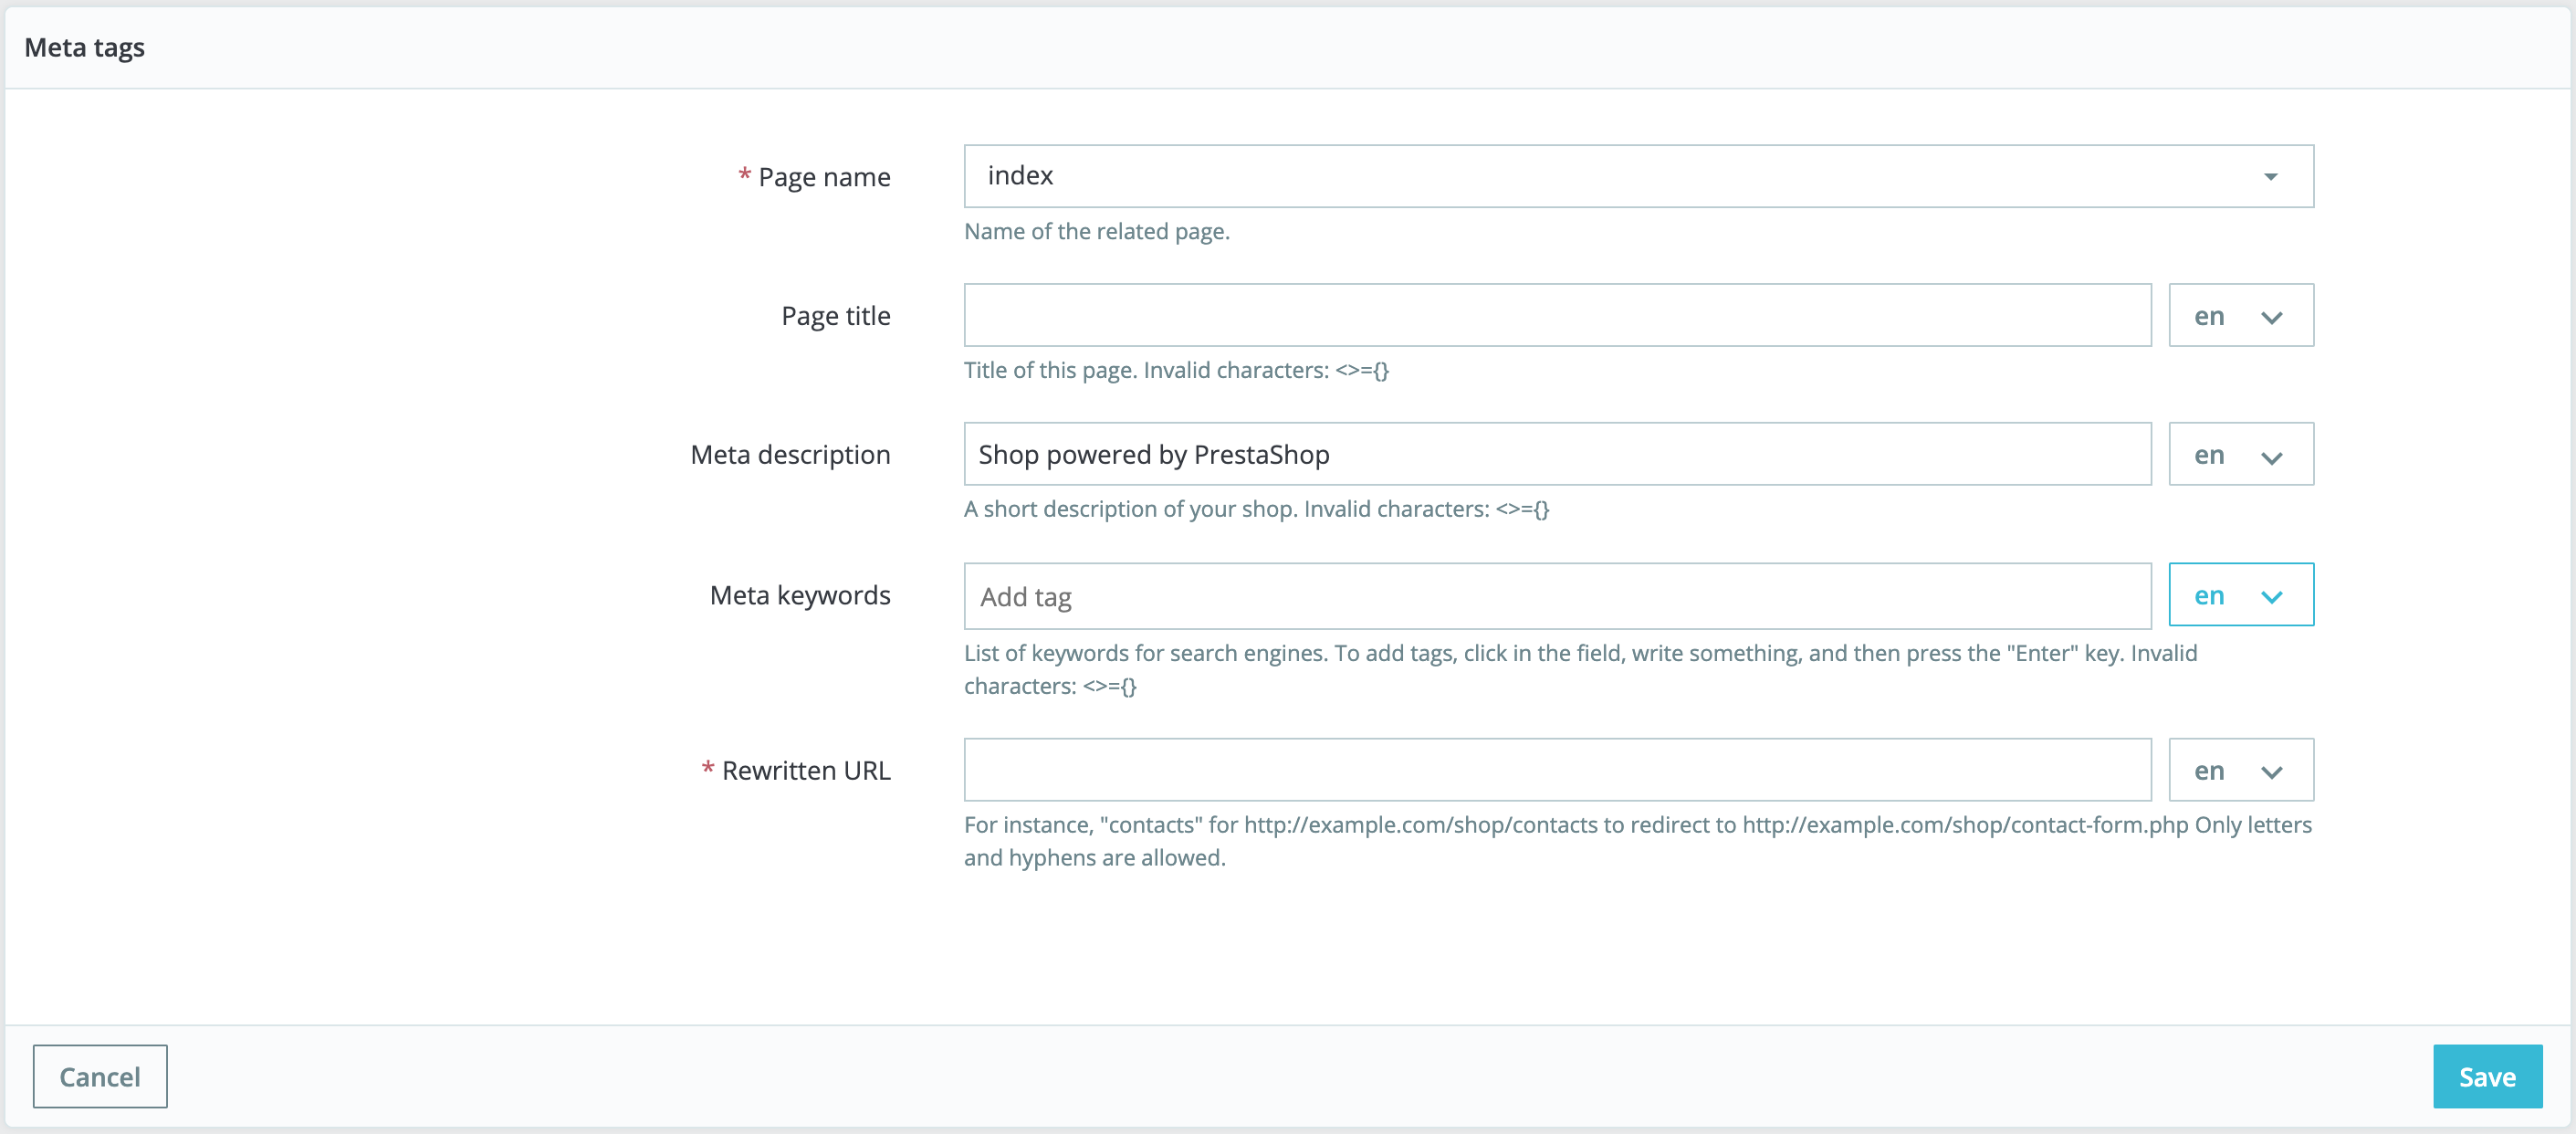 Meta tags
* Page name
index
Name of the related page.
Page title
en
Title of this page. Invalid characters: <>={}
Meta description
Shop powered by PrestaShop
en
A short description of your shop. Invalid characters: <>={}
Meta keywords
Add tag
en
List of keywords for search engines. To add tags, click in the field, write something, and then press the "Enter" key. Invalid
characters: <>={}
* Rewritten URL
en
For instance, "contacts" for http://example.com/shop/contacts to redirect to http://example.com/shop/contact-form.php Only letters
and hyphens are allowed.
Cancel
Save